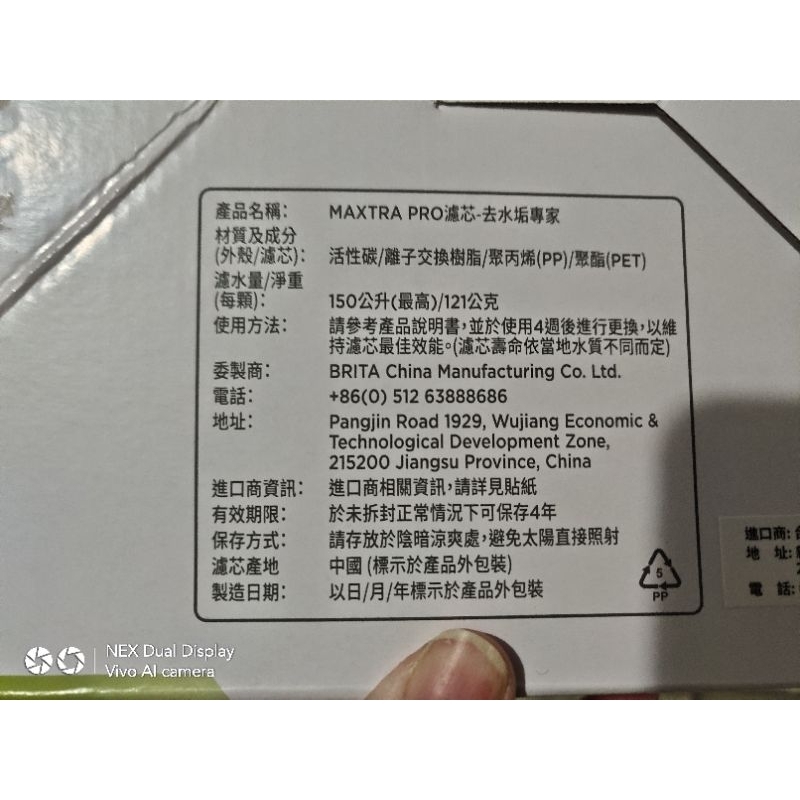 產品名稱： MAXTRA PRO濾芯-去水垢專家
材質及成分
(外殼/濾芯)： 活性碳/離子交換樹脂/聚丙烯(PP)/聚酯(PET)
濾水量/淨重
(每顆)： 150公升(最高)/121公克
使用方法： 請參考產品說明書，並於使用4週後進行更換，以維
持濾芯最佳效能。(濾芯壽命依當地水質不同而定)
委製商： BRITA China Manufacturing Co. Ltd.
電話： +86(0) 512 63888686
地址： Pangjin Road 1929, Wujiang Economic &
Technological Development Zone,
215200 Jiangsu Province, China
進口商資訊： 進口商相關資訊，請詳見貼紙
有效期限： 於未拆封正常情況下可保存4年
保存方式： 請存放於陰暗涼爽處，避免太陽直接照射
濾芯產地 中國 (標示於產品外包裝)
製造日期： 以日/月/年標示於產品外包裝
5
PP
進口商:
地 址:
電 話:
NEX Dual Display
Vivo AI camera